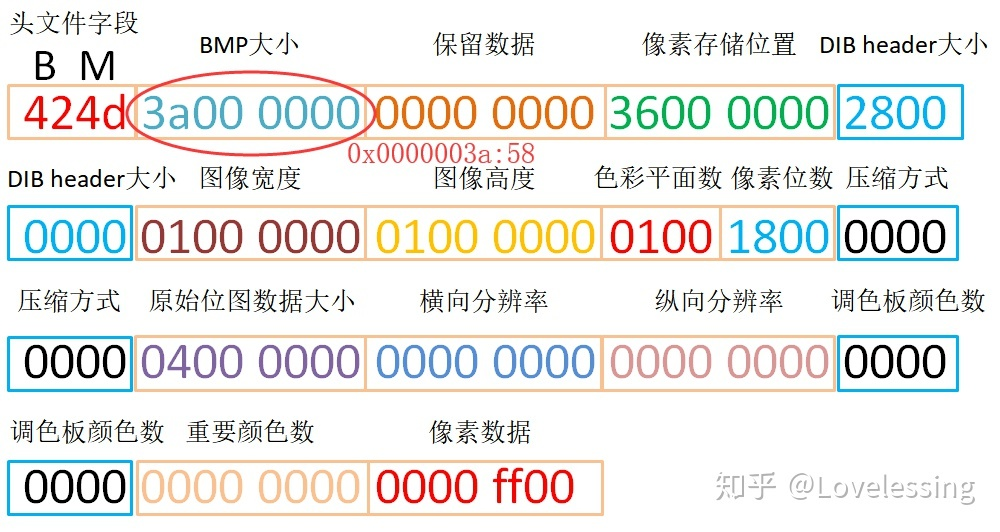 头文件字段
B M BMP大小 保留数据 像素存储位置 DIB header大小
424d 3a00 0000 0000 0000 3600 0000 2800
0x0000003a:58
DIB header大小 图像宽度 图像高度 色彩平面数 像素位数 压缩方式
0000 0100 0000 0100 0000 0100 1800 0000
压缩方式 原始位图数据大小 横向分辨率 纵向分辨率 调色板颜色数
0000 0400 0000 0000 0000 0000 0000 0000
调色板颜色数 重要颜色数 像素数据
0000 0000 0000 0000 ff00
知乎 @Lovelessing